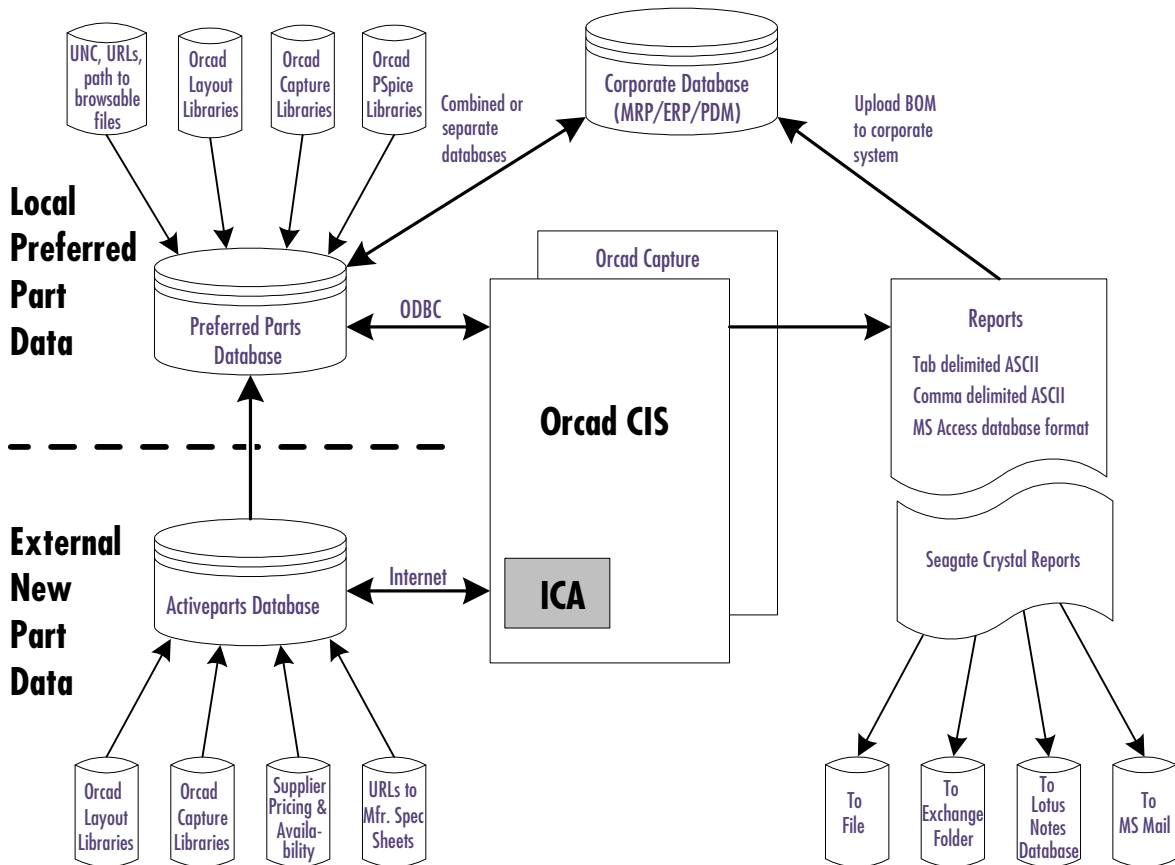 UNC, URLs,
path to
browsable
files
Orcad
Layout
Libraries
Orcad
Capture
Libraries
Orcad
PSpice
Libraries
Combined or
separate
databases
Corporate Database
(MRP/ERP/PDM)
Upload BOM
to corporate
system
Local
Preferred
Part
Data
Preferred Parts
Database
ODBC
Orcad Capture
Orcad CIS
ICA
Reports
Tab delimited ASCII
Comma delimited ASCII
MS Access database format
External
New
Part
Data
Activeparts Database
Internet
Seagate Crystal Reports
Orcad
Layout
Libraries
Orcad
Capture
Libraries
Supplier
Pricing &
Availa-
bility
URLs to
Mfr. Spec
Sheets
To
File
To
Exchange
Folder
To
Lotus
Notes
Database
To
MS Mail